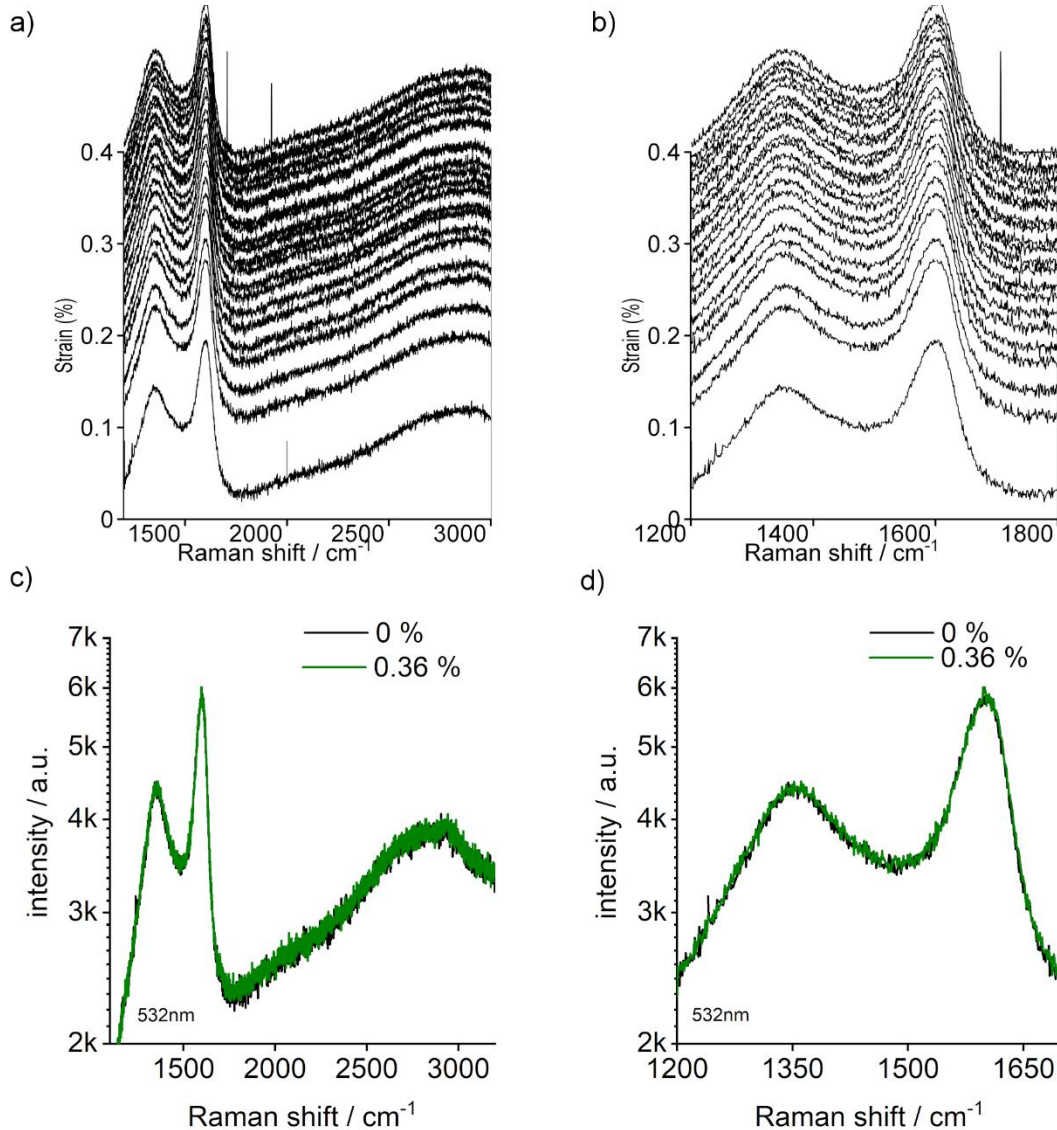 a)
0.4
0.3
0.2
0.1
0
Strain (%)
1500 2000 2500 3000
Raman shift / cm⁻¹
b)
0.4
0.3
0.2
0.1
0
Strain (%)
1200 1400 1600 1800
Raman shift / cm⁻¹
c)
0 %
0.36 %
7k
6k
5k
4k
3k
2k
intensity / a.u.
532nm
1500 2000 2500 3000
Raman shift / cm⁻¹
d)
0 %
0.36 %
7k
6k
5k
4k
3k
2k
intensity / a.u.
532nm
1200 1350 1500 1650
Raman shift / cm⁻¹